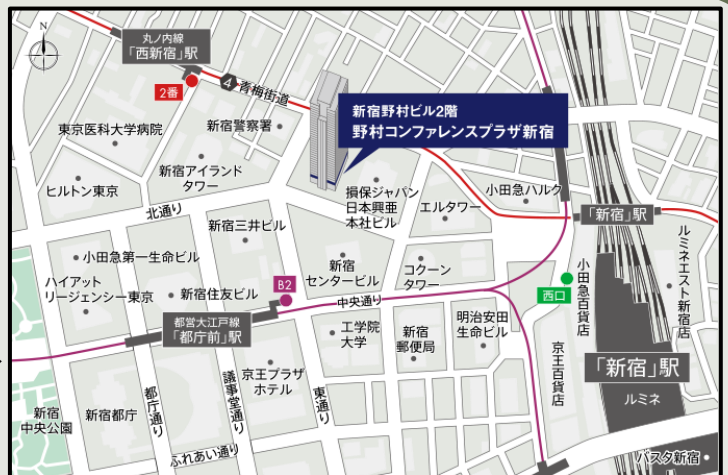 N
丸ノ内線
「西新宿」駅
2番
4
青梅街道
新宿野村ビル2階
野村コンファレンスプラザ新宿
東京医科大学病院
新宿警察署
新宿アイランド
タワー
ヒルトン東京
損保ジャパン
日本興亜
本社ビル
小田急ハルク
エルタワー
「新宿」駅
北通り
新宿三井ビル
ルミネエスト新宿店
小田急第一生命ビル
新宿
センタービル
コクーン
タワー
小田急百貨店
西口
ハイアット
リージェンシー東京
新宿住友ビル
B2
中央通り
都営大江戸線
「都庁前」駅
工学院
大学
新宿
郵便局
明治安田
生命ビル
京王百貨店
「新宿」駅
ルミネ
京王プラザ
ホテル
新宿
中央公園
新宿都庁
都庁通り
議事堂通り
東通り
ふれあい通り
バスタ新宿